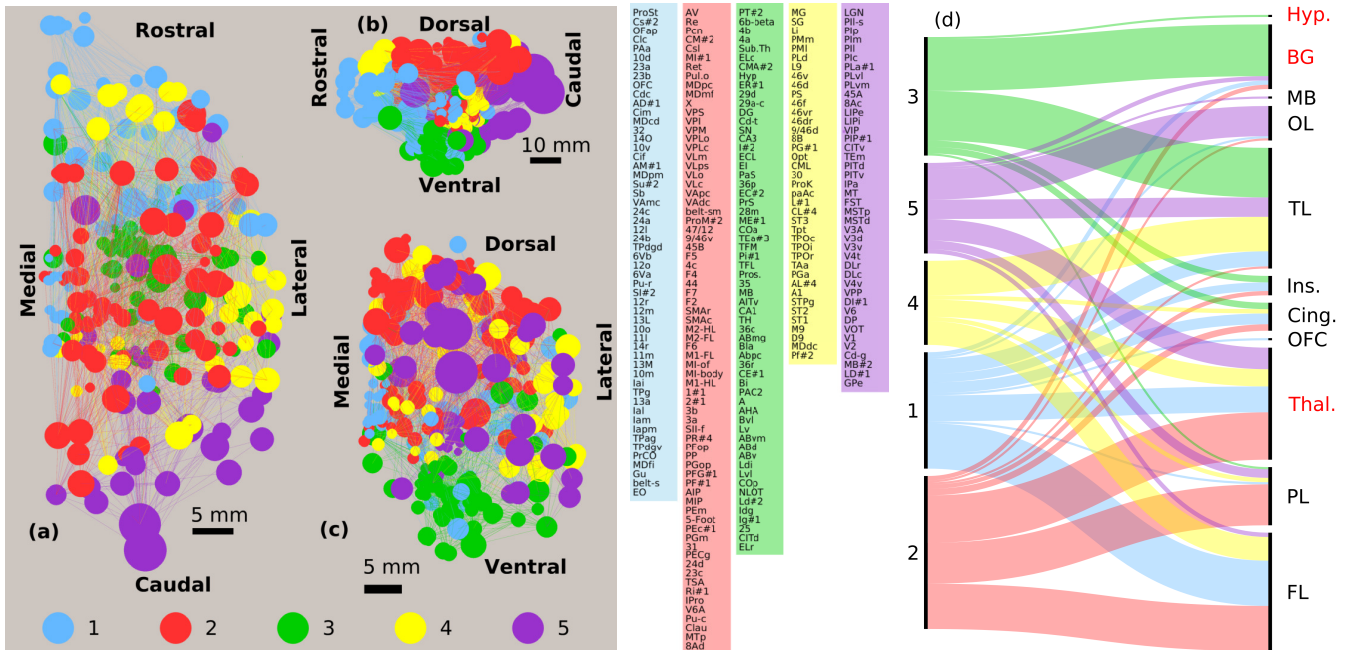 Rostral
(b)
Dorsal
Rostral
Caudal
10 mm
Ventral
Medial
Lateral
Dorsal
Medial
Lateral
5 mm
(a)
(c)
Caudal
5 mm
Ventral
1
2
3
4
5
ProSt
Cs#2
OFap
Clc
PAa
10d
23a
23b
OFC
Cdc
AD#1
Cim
MDcd
32
14O
10v
Cif
AM#1
MDpm
Su#2
Sb
VAmc
24c
24a
12l
24b
TPdgd
6Vb
12o
6Va
Pu-r
SI#2
12r
12m
13L
10o
11l
14r
11m
13M
10m
Iai
TPg
13a
Ial
Iam
Iapm
TPag
TPdgv
PrCO
MDfi
Gu
belt-s
EO
AV
Pcn
CM#2
Csl
MI#1
Ret
Pul.o
MDpc
MDmf
X
VPS
VPI
VPM
VPLo
VPLc
VLm
VLps
VLo
VLc
VApc
VAdc
belt-sm
ProM#2
47/12
9/46v
45B
F5
4c
F4
44
F7
F2
SMAr
SMAc
M2-HL
M2-FL
F6
M1-FL
MI-of
MI-body
M1-HL
1#1
2#1
3b
3a
SII-f
PR#4
PFop
PP
PGop
PFG#1
PF#1
AIP
MIP
PEm
5-Foot
PEc#1
PGm
31
PECg
24d
23c
TSA
Ri#1
IPro
V6A
Pu-c
Clau
MTp
8Ad
PT#2
6b-beta
4b
4a
Sub.Th
ELc
CMA#2
Hyp
ER#1
29d
29a-c
DG
Cd-t
SN
CA3
I#2
ECL
EI
PaS
36p
EC#2
PrS
28m
ME#1
COa
TEa#3
TFM
Pi#1
TFL
Pros.
35
MB
AITv
CA1
TH
36c
ABmg
Bla
Abpc
36r
CE#1
Bi
PAC2
A
AHA
Bvl
Lv
ABvm
ABd
ABv
Ldi
Lvl
COp
NLOT
Ld#2
Idg
Ig#1
25
CITd
ELr
MG
SG
Li
PMm
PMl
PLd
L9
46v
46d
PS
46f
46vr
46dr
9/46d
8B
PG#1
Opt
CML
30
ProK
paAc
L#1
CL#4
ST3
Tpt
TPOc
TPOi
TPOr
TAa
PGa
AL#4
A1
STPg
ST2
ST1
M9
D9
MDdc
Pf#2
LGN
PII-s
PIp
PIm
PIl
PIc
PLa#1
PLvl
PLvm
45A
8Ac
LIPe
LIPi
VIP
PIP#1
CITv
TEm
PITd
PITv
IPa
MT
FST
MSTp
MSTd
V3A
V3d
V3v
V4t
DLr
DLc
V4v
VPP
DI#1
V6
DP
VOT
V1
V2
Cd-g
MB#2
LD#1
GPe
(d)
3
5
4
1
2
Hyp.
BG
MB
OL
TL
Ins.
Cing.
OFC
Thal.
PL
FL